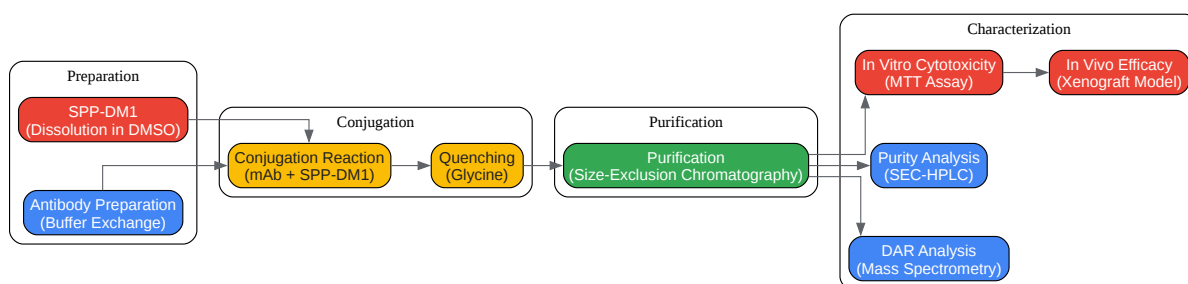 Preparation
SPP-DM1
(Dissolution in DMSO)
Antibody Preparation
(Buffer Exchange)
Conjugation
Conjugation Reaction
(mAb + SPP-DM1)
Quenching
(Glycine)
Purification
Purification
(Size-Exclusion Chromatography)
Characterization
In Vitro Cytotoxicity
(MTT Assay)
In Vivo Efficacy
(Xenograft Model)
Purity Analysis
(SEC-HPLC)
DAR Analysis
(Mass Spectrometry)